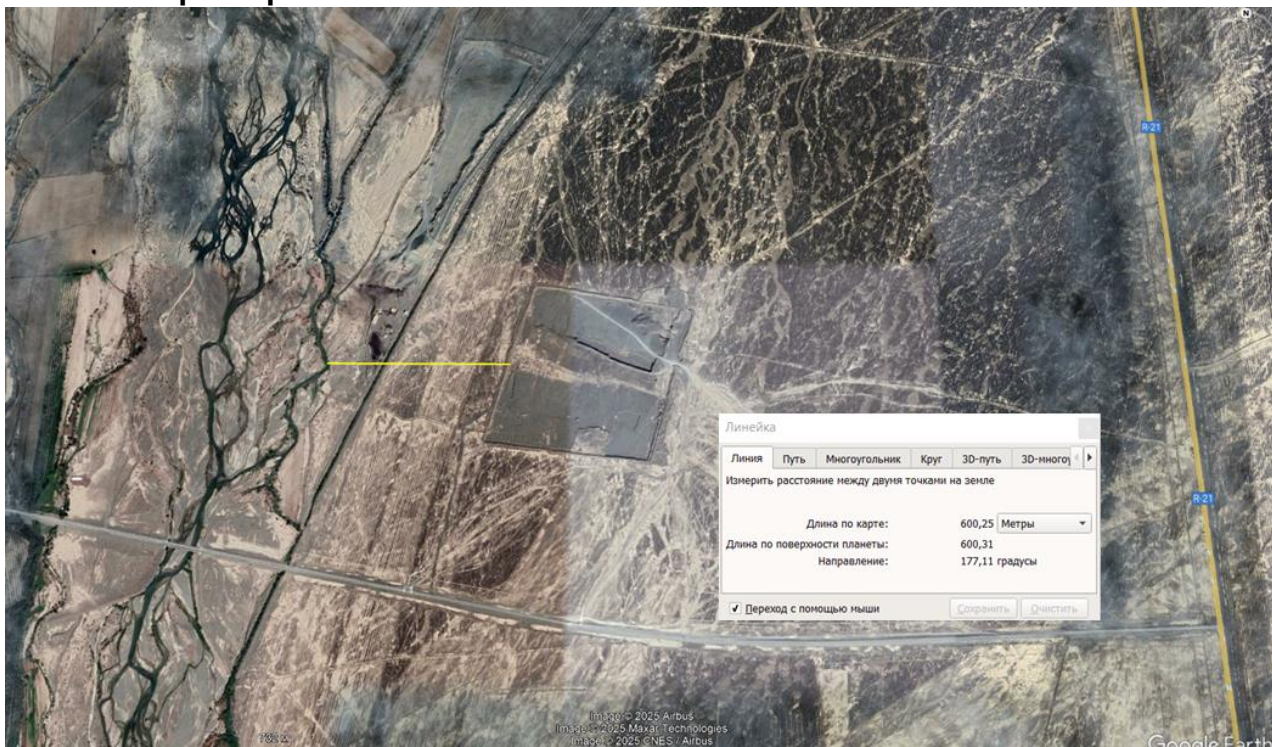 N
R-21
Линейка
Линия Путь Многоугольник Круг 3D-путь 3D-многоу
Измерить расстояние между двумя точками на земле
Длина по карте: 600,25 Метры
Длина по поверхности планеты: 600,31
Направление: 177,11 градусы
Переход с помощью мыши Сохранить Очистить
R-21
Image © 2025 Airbus
Image © 2025 Maxar Technologies
Image © 2025 CNES / Airbus
Google Earth